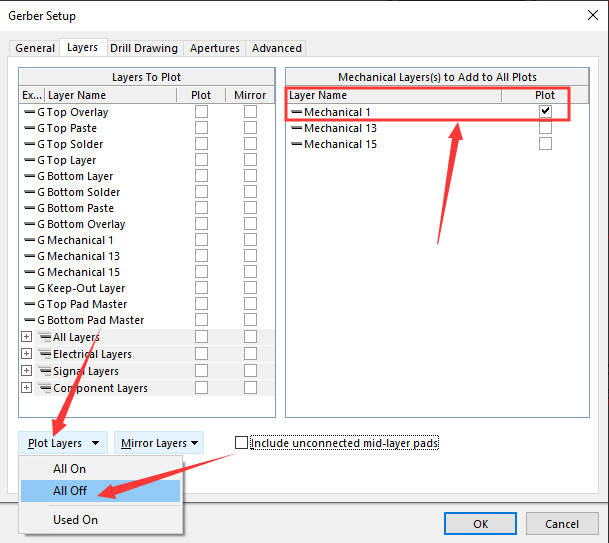 Gerber Setup
General Layers Drill Drawing Apertures Advanced
Layers To Plot
Ex... Layer Name Plot Mirror
G Top Overlay
G Top Paste
G Top Solder
G Top Layer
G Bottom Layer
G Bottom Solder
G Bottom Paste
G Bottom Overlay
G Mechanical 1
G Mechanical 13
G Mechanical 15
G Keep-Out Layer
G Top Pad Master
G Bottom Pad Master
All Layers
Electrical Layers
Signal Layers
Component Layers
Mechanical Layers(s) to Add to All Plots
Layer Name Plot
Mechanical 1
Mechanical 13
Mechanical 15
Plot Layers Mirror Layers Include unconnected mid-layer pads
All On
All Off
Used On
OK Cancel